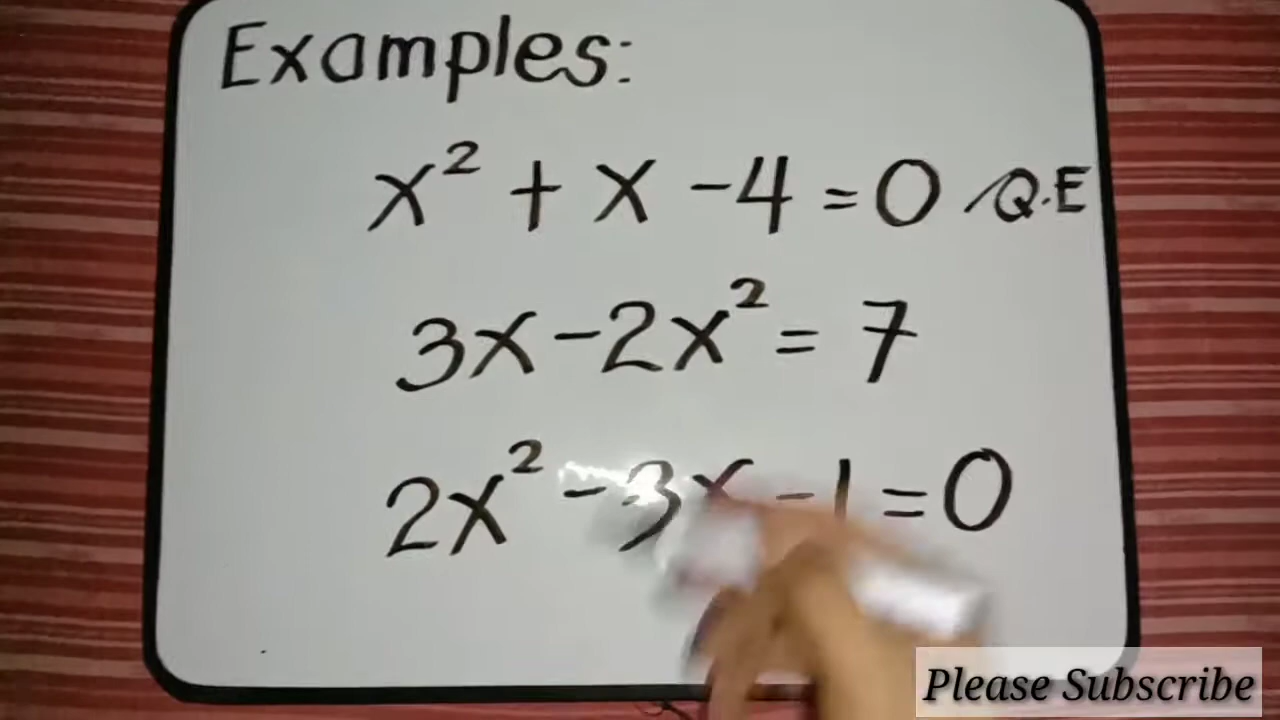 Examples:
x² + x - 4 = 0 Q.E
3x - 2x² = 7
2x² - 3x - 1 = 0
Please Subscribe